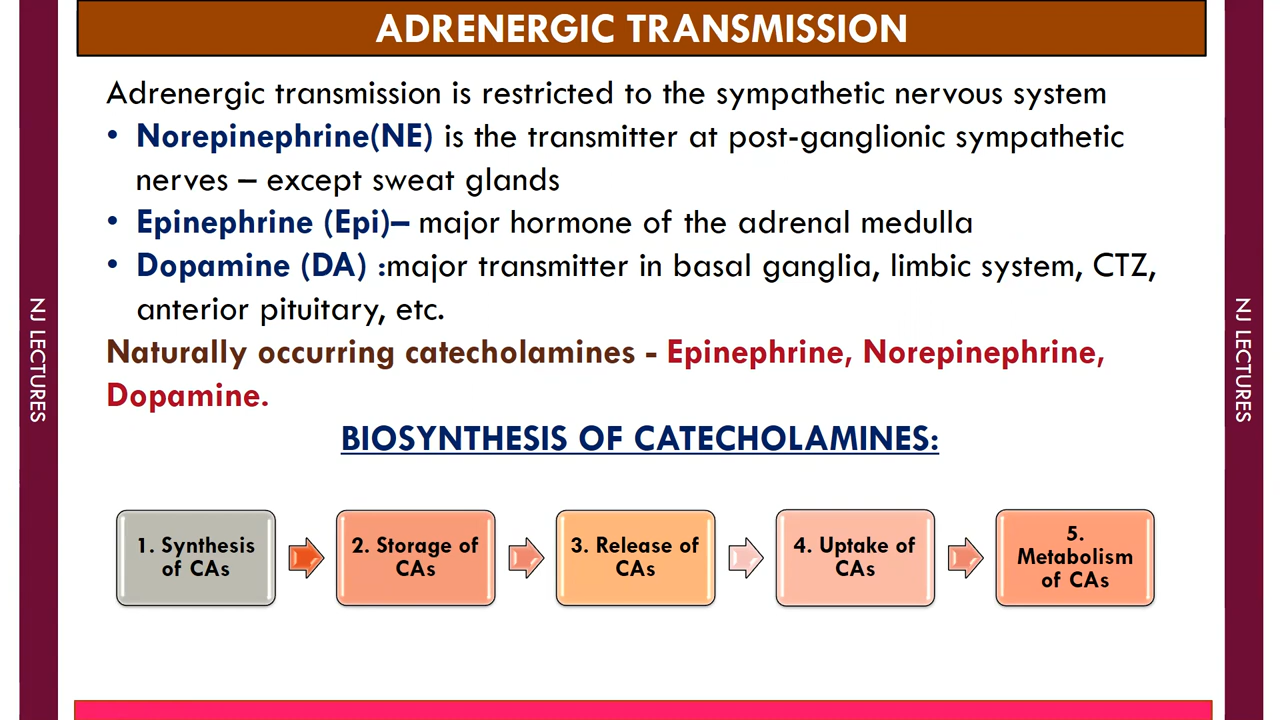 ADRENERGIC TRANSMISSION
Adrenergic transmission is restricted to the sympathetic nervous system
• Norepinephrine(NE) is the transmitter at post-ganglionic sympathetic
nerves – except sweat glands
• Epinephrine (Epi)– major hormone of the adrenal medulla
• Dopamine (DA) :major transmitter in basal ganglia, limbic system, CTZ,
anterior pituitary, etc.
Naturally occurring catecholamines - Epinephrine, Norepinephrine,
Dopamine.
BIOSYNTHESIS OF CATECHOLAMINES:
1. Synthesis
of CAs
2. Storage of
CAs
3. Release of
CAs
4. Uptake of
CAs
5.
Metabolism
of CAs
NJ LECTURES
NJ LECTURES